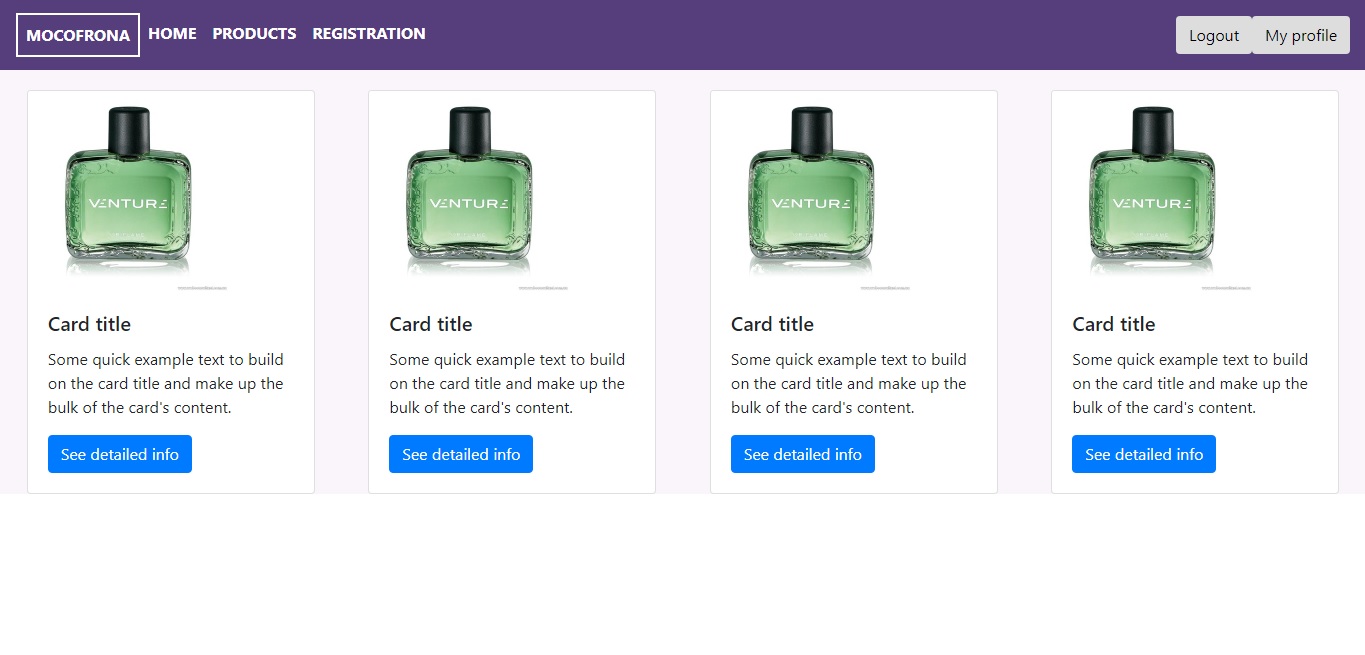 MOCOFRONA HOME PRODUCTS REGISTRATION Logout My profile
VENTURE VENTURE VENTURE VENTURE
Card title Card title Card title Card title
Some quick example text to build Some quick example text to build Some quick example text to build Some quick example text to build
on the card title and make up the on the card title and make up the on the card title and make up the on the card title and make up the
bulk of the card's content. bulk of the card's content. bulk of the card's content. bulk of the card's content.
See detailed info See detailed info See detailed info See detailed info